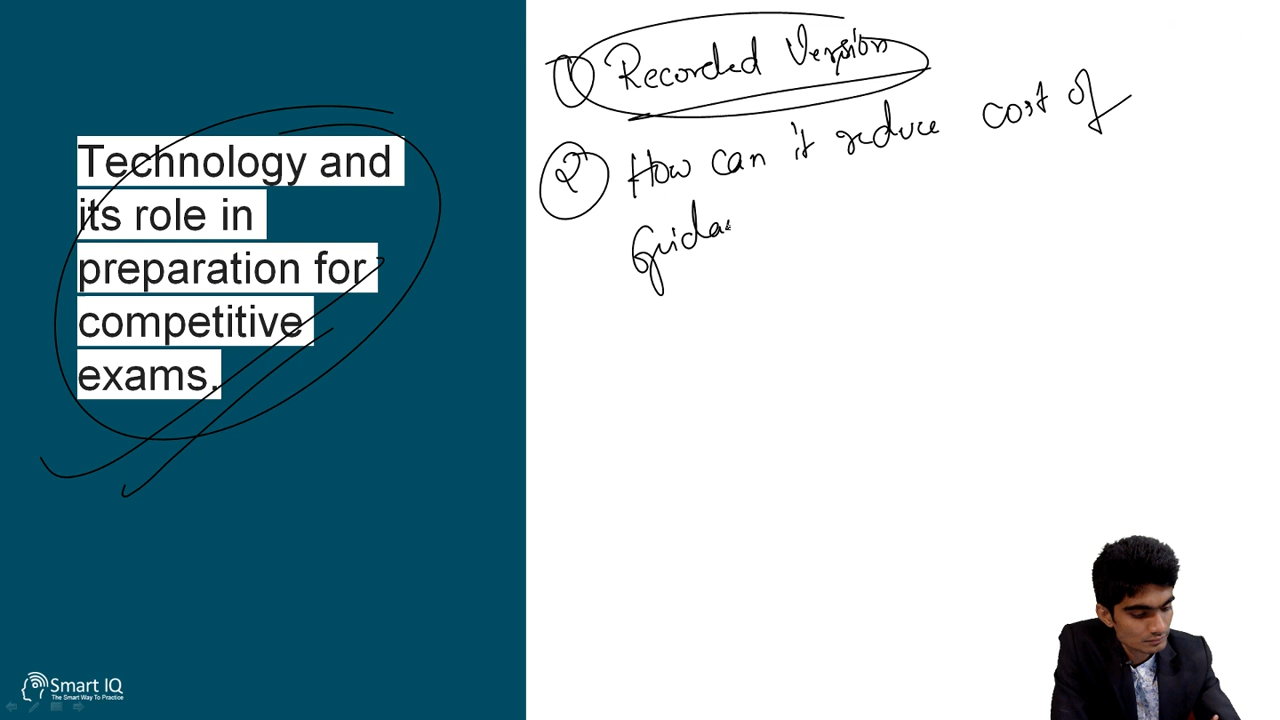 Technology and
its role in
preparation for
competitive
exams.
① Recorded Version
② How can it reduce cost of
Guida
Smart IQ
The Smart Way To Practice